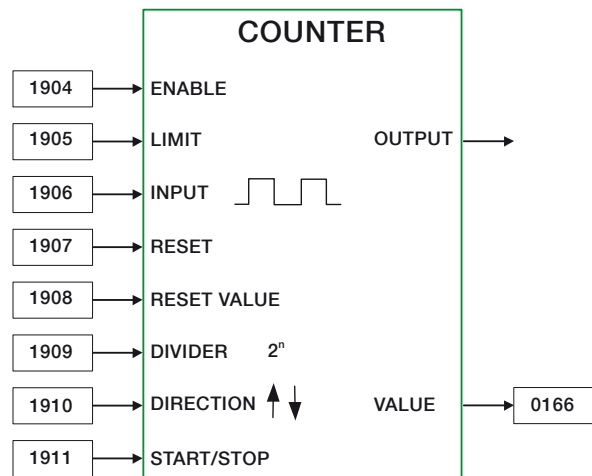 COUNTER
1904 ENABLE
1905 LIMIT OUTPUT
1906 INPUT
1907 RESET
1908 RESET VALUE
1909 DIVIDER 2ⁿ
1910 DIRECTION VALUE 0166
1911 START/STOP